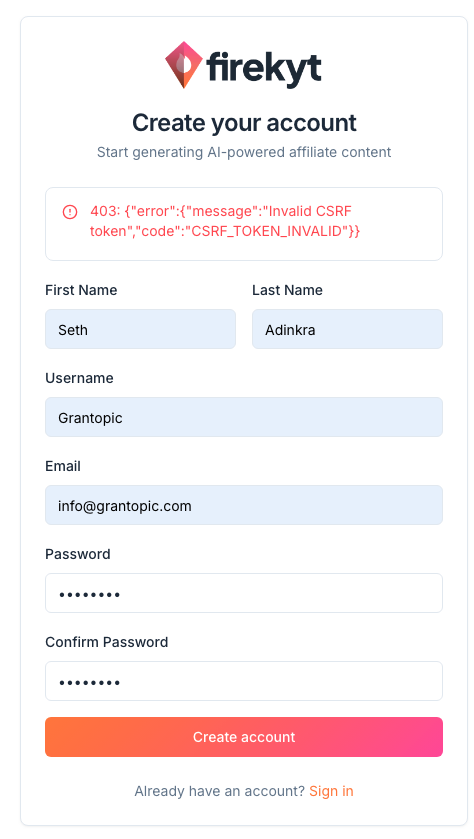 firekyt
Create your account
Start generating AI-powered affiliate content
403: {"error":{"message":"Invalid CSRF
token","code":"CSRF_TOKEN_INVALID"}}
First Name Last Name
Seth Adinkra
Username
Grantopic
Email
info@grantopic.com
Password
••••••••
Confirm Password
••••••••
Create account
Already have an account? Sign in